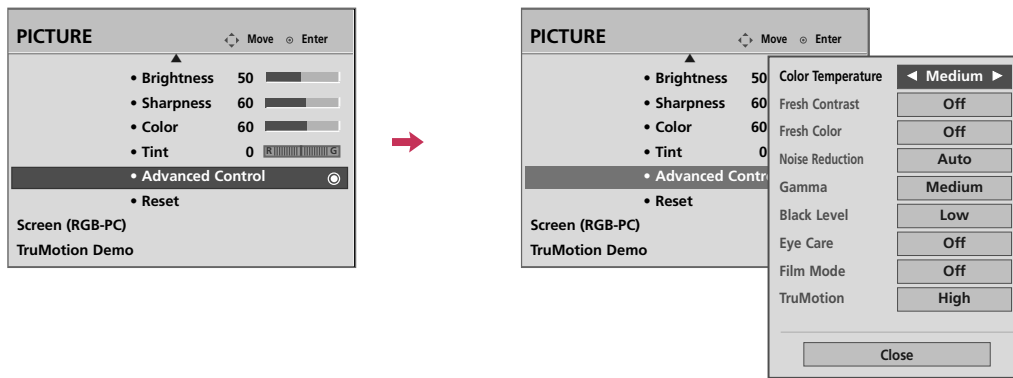 PICTURE Move Enter
• Brightness 50
• Sharpness 60
• Color 60
• Tint 0 R G
• Advanced Control
• Reset
Screen (RGB-PC)
TruMotion Demo
PICTURE Move Enter
• Brightness 50
• Sharpness 60
• Color 60
• Tint 0
• Advanced Contr
• Reset
Screen (RGB-PC)
TruMotion Demo
Color Temperature ◀ Medium ▶
Fresh Contrast Off
Fresh Color Off
Noise Reduction Auto
Gamma Medium
Black Level Low
Eye Care Off
Film Mode Off
TruMotion High
Close